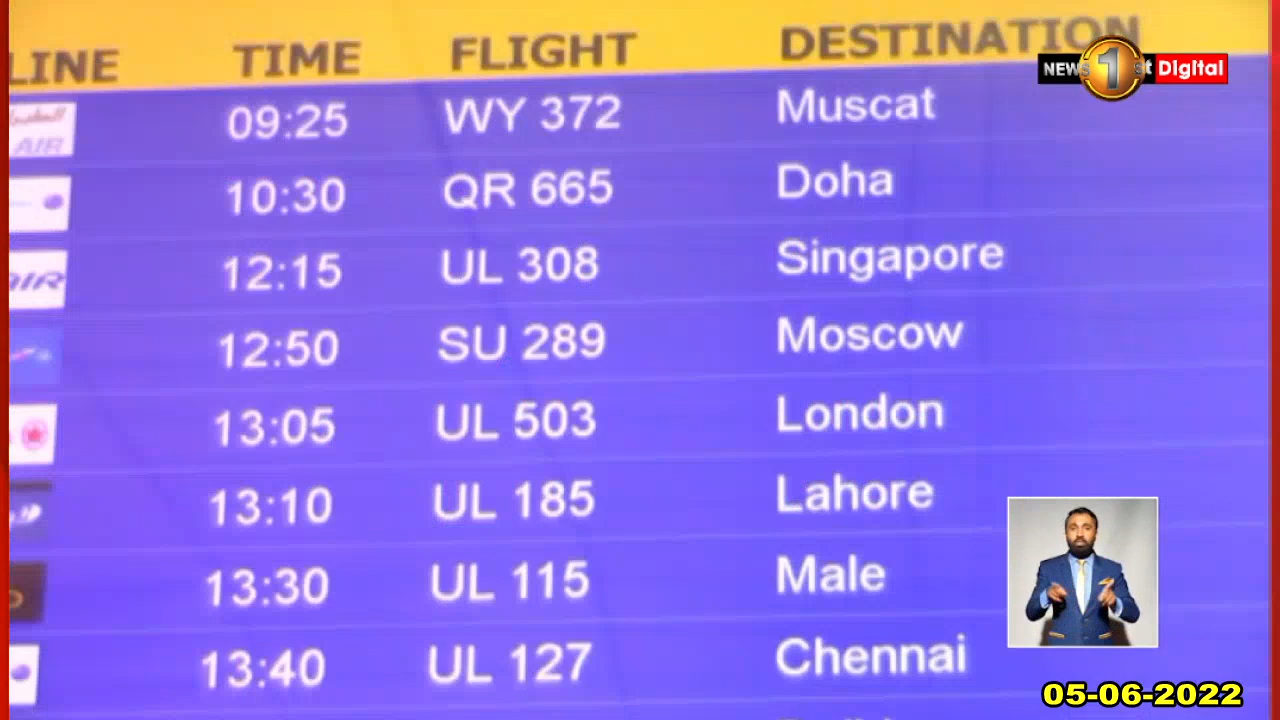 LINE TIME FLIGHT DESTINATION
NEWS 1st Digital
AIR 09:25 WY 372 Muscat
10:30 QR 665 Doha
AIR 12:15 UL 308 Singapore
12:50 SU 289 Moscow
13:05 UL 503 London
13:10 UL 185 Lahore
13:30 UL 115 Male
13:40 UL 127 Chennai
05-06-2022